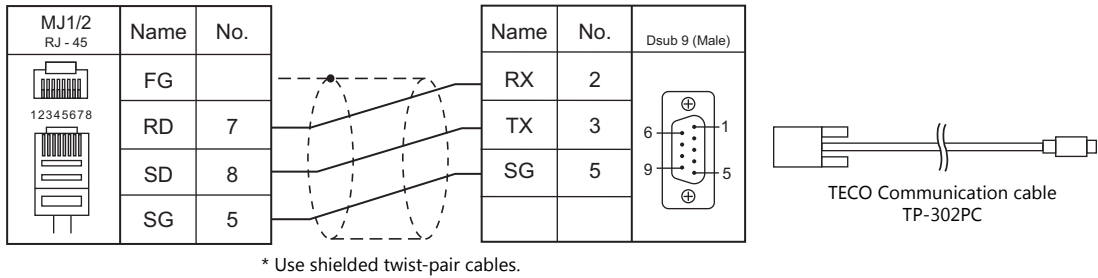 MJ1/2
RJ - 45
Name No.
12345678
FG
RD 7
SD 8
SG 5
Name No. Dsub 9 (Male)
RX 2
TX 3
SG 5
6 1
9 5
TECO Communication cable
TP-302PC
* Use shielded twist-pair cables.